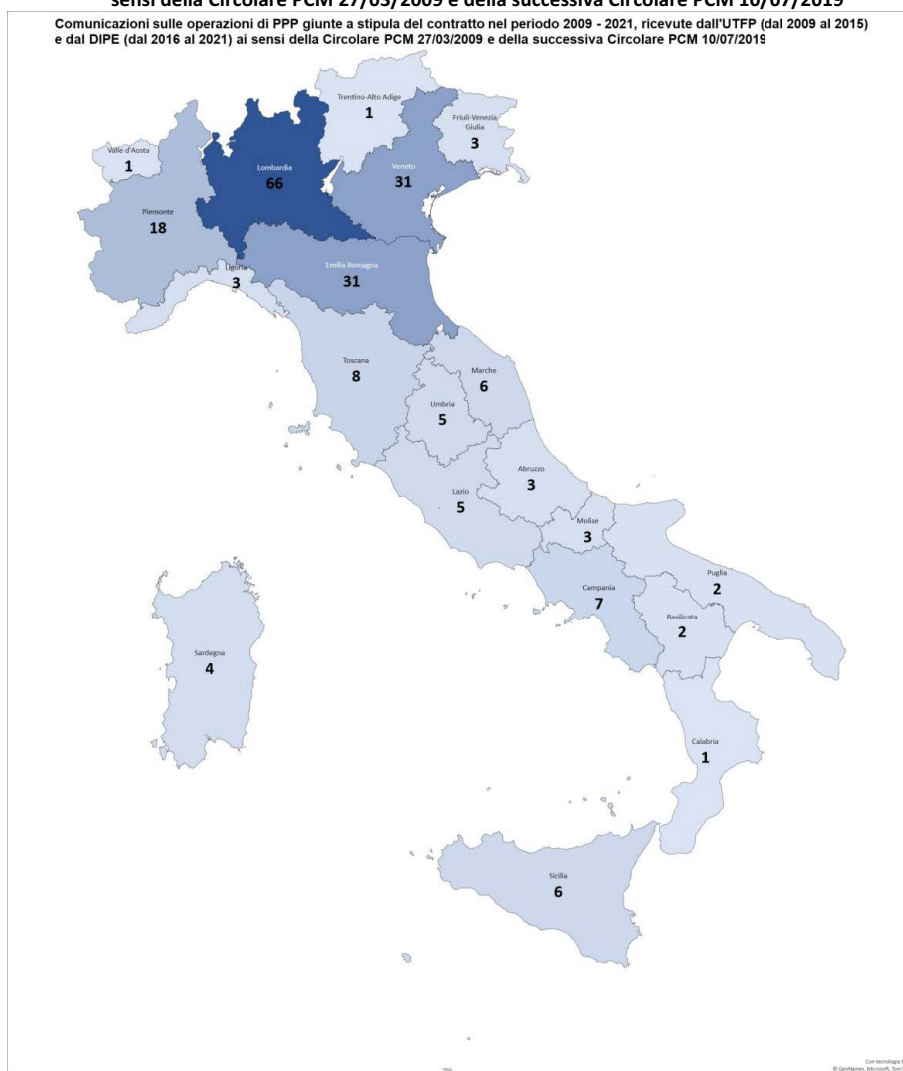 sensi della Circolare PCM 27/03/2009 e della successiva Circolare PCM 10/07/2019
Comunicazioni sulle operazioni di PPP giunte a stipula del contratto nel periodo 2009 - 2021, ricevute dall'UTFP (dal 2009 al 2015)
e dal DIPE (dal 2016 al 2021) ai sensi della Circolare PCM 27/03/2009 e della successiva Circolare PCM 10/07/2019
Trentino-Alto Adige
1
Friuli-Venezia
Giulia
3
Valle d'Aosta
1
Lombardia
66
Veneto
31
Piemonte
18
Emilia Romagna
31
Liguria
3
Toscana
8
Marche
6
Umbria
5
Abruzzo
3
Lazio
5
Molise
3
Puglia
2
Campania
7
Basilicata
2
Sardegna
4
Calabria
1
Sicilia
6
Con tecnologia
© GeoNames, Microsoft, Tom